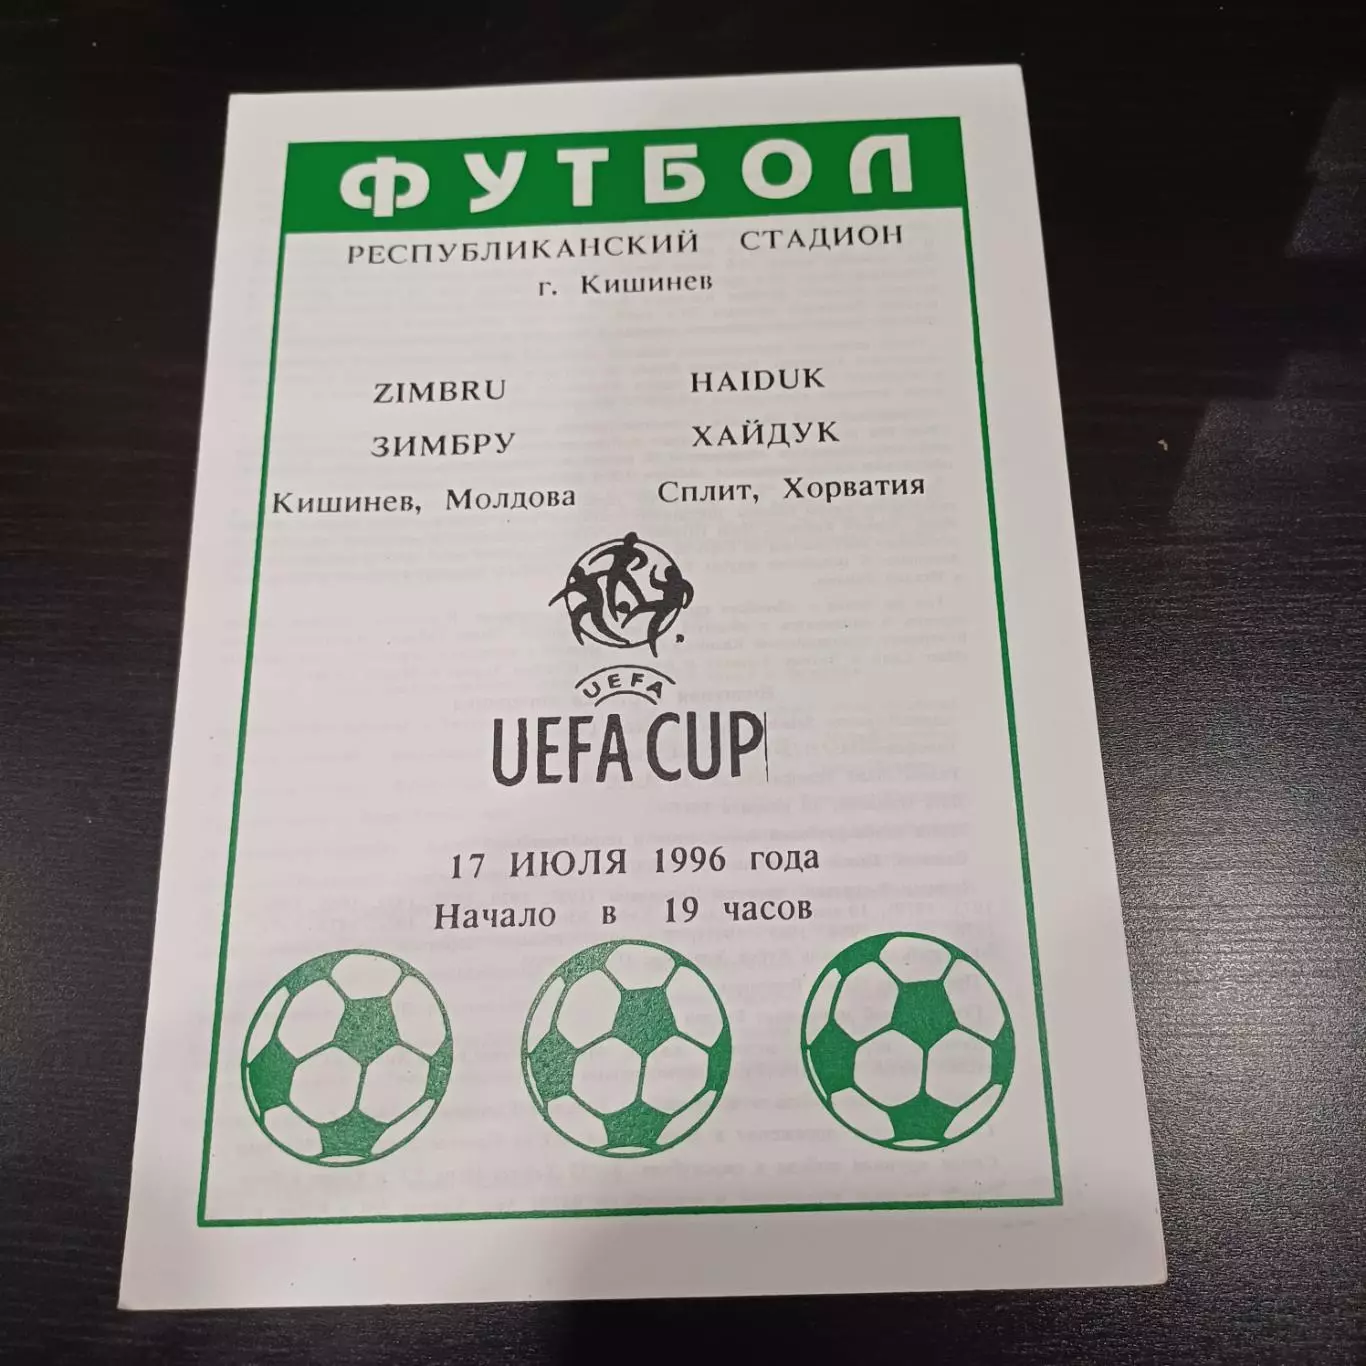 ФУТБОЛ
РЕСПУБЛИКАНСКИЙ СТАДИОН
г. Кишинев
ZIMBRU HAIDUK
ЗИМБРУ ХАЙДУК
Кишинев, Молдова Сплит, Хорватия
UEFA
UEFA CUP
17 ИЮЛЯ 1996 года
Начало в 19 часов